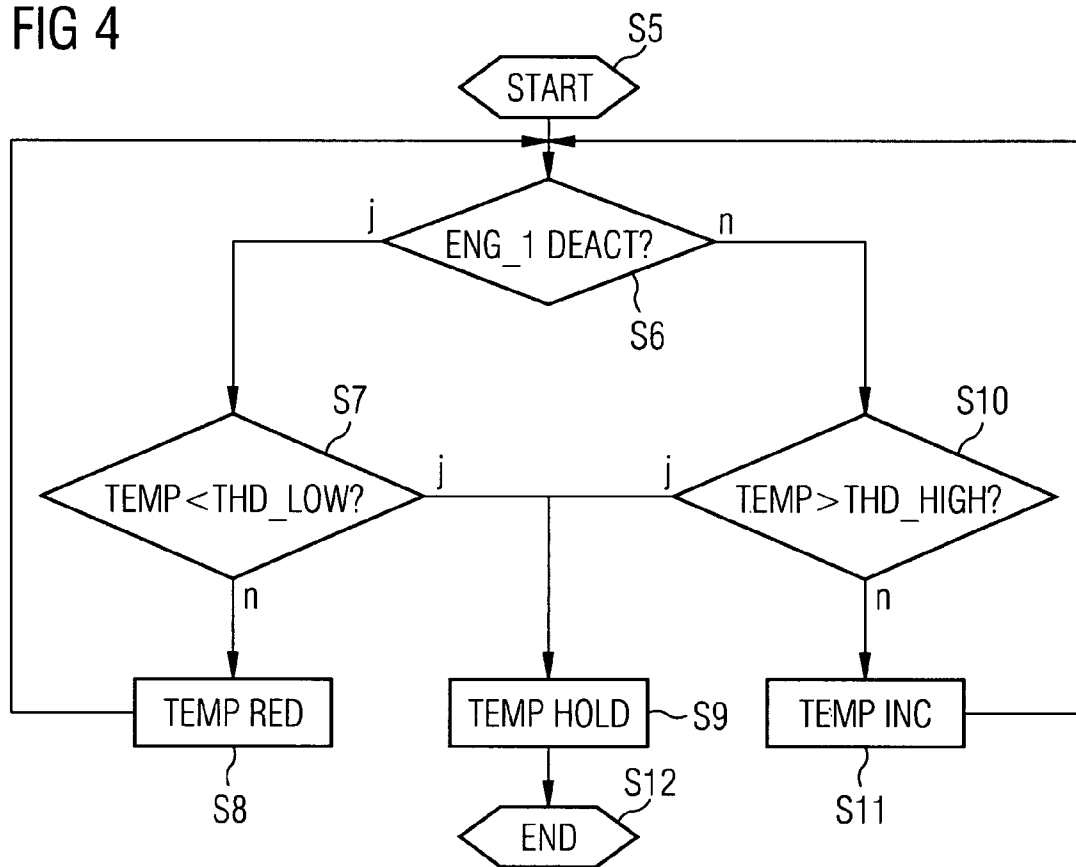 FIG 4
S5
START
j
n
ENG_1 DEACT?
S6
S7
S10
TEMP<THD_LOW?
j
j
TEMP>THD_HIGH?
n
n
TEMP RED
TEMP HOLD
S9
TEMP INC
S8
S12
S11
END